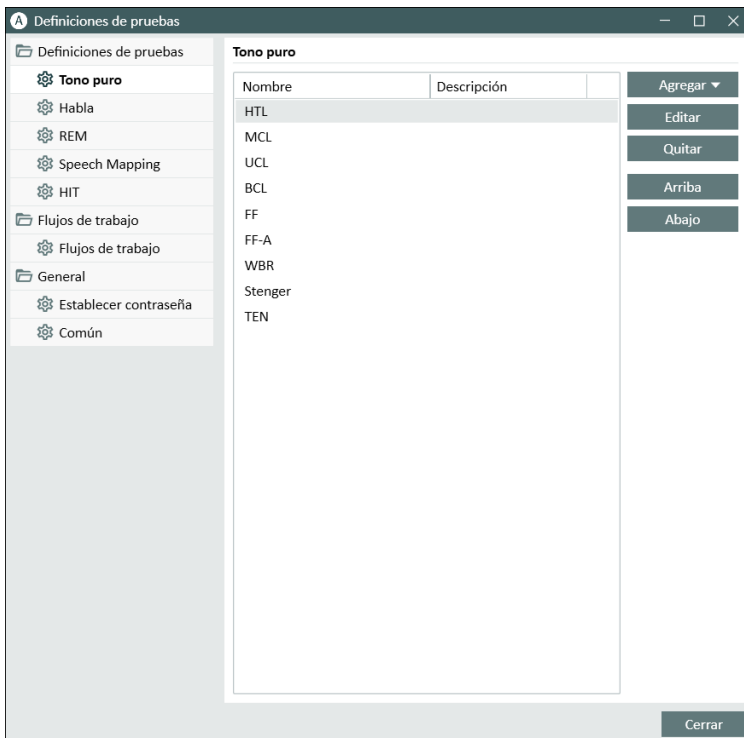 A Definiciones de pruebas
Definiciones de pruebas
Tono puro
Habla
REM
Speech Mapping
HIT
Flujos de trabajo
Flujos de trabajo
General
Establecer contraseña
Común
Tono puro
Nombre Descripción
HTL
MCL
UCL
BCL
FF
FF-A
WBR
Stenger
TEN
Agregar
Editar
Quitar
Arriba
Abajo
Cerrar